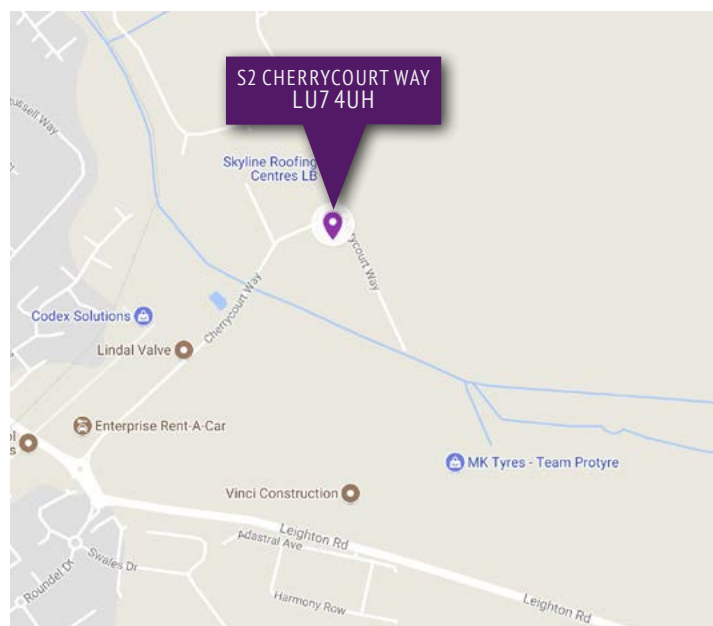 S2 CHERRYCOURT WAY
LU7 4UH
Skyline Roofing
Centres LB
Cherrycourt Way
Codex Solutions
Lindal Valve
Enterprise Rent-A-Car
MK Tyres - Team Protyre
Vinci Construction
Leighton Rd
Adastral Ave
Swales Dr
Roundel Dr
Harmony Row
Leighton Rd